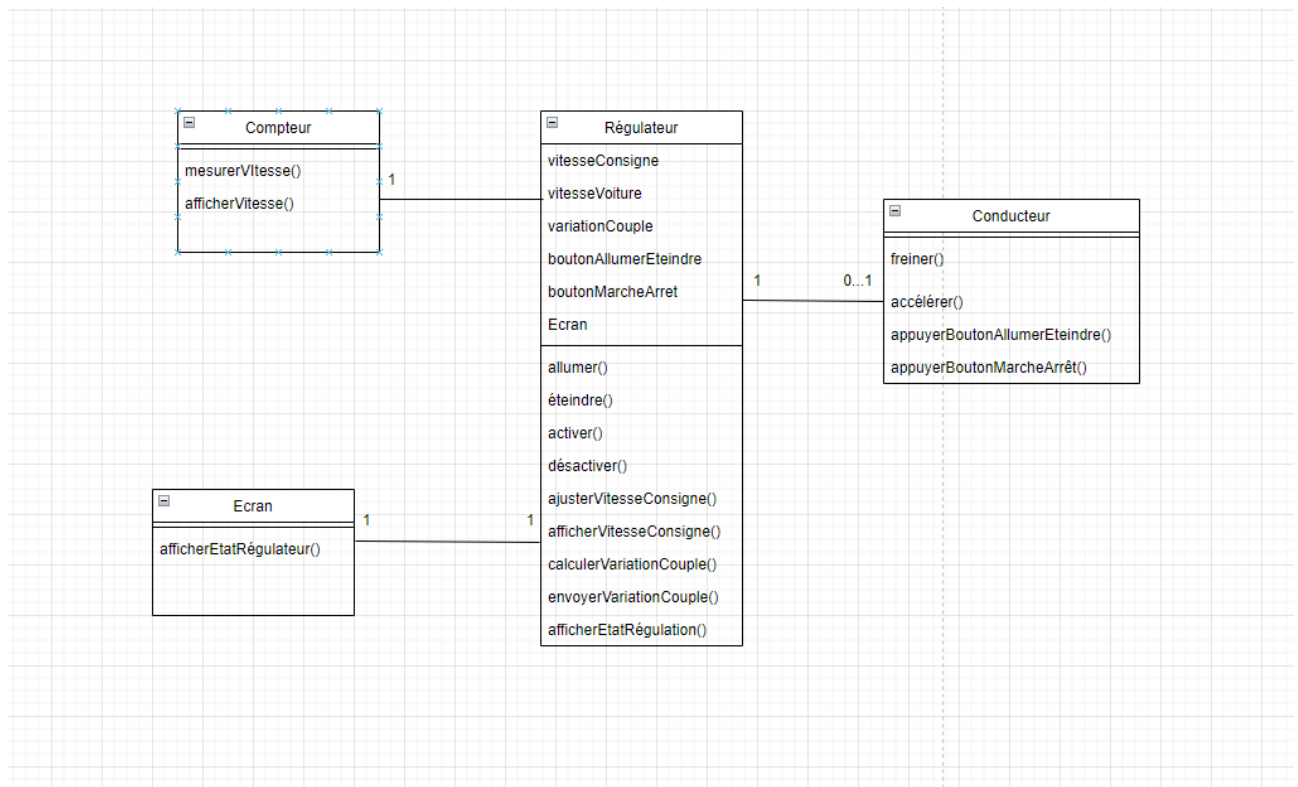 Compteur
mesurerVItesse()
afficherVitesse()
1
Régulateur
vitesseConsigne
vitesseVoiture
variationCouple
boutonAllumerEteindre
boutonMarcheArret
Ecran
allumer()
éteindre()
activer()
désactiver()
ajusterVitesseConsigne()
afficherVitesseConsigne()
calculerVariationCouple()
envoyerVariationCouple()
afficherEtatRégulation()
1
0...1
Conducteur
freiner()
accélérer()
appuyerBoutonAllumerEteindre()
appuyerBoutonMarcheArrêt()
Ecran
afficherEtatRégulateur()
1
1